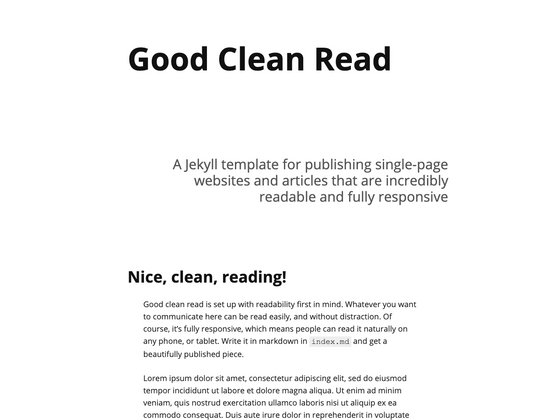 Good Clean Read
A Jekyll template for publishing single-page
websites and articles that are incredibly
readable and fully responsive
Nice, clean, reading!
Good clean read is set up with readability first in mind. Whatever you want
to communicate here can be read easily, and without distraction. Of
course, it's fully responsive, which means people can read it naturally on
any phone, or tablet. Write it in markdown in index.md and get a
beautifully published piece.
Lorem ipsum dolor sit amet, consectetur adipiscing elit, sed do eiusmod
tempor incididunt ut labore et dolore magna aliqua. Ut enim ad minim
veniam, quis nostrud exercitation ullamco laboris nisi ut aliquip ex ea
commodo consequat. Duis aute irure dolor in reprehenderit in voluptate